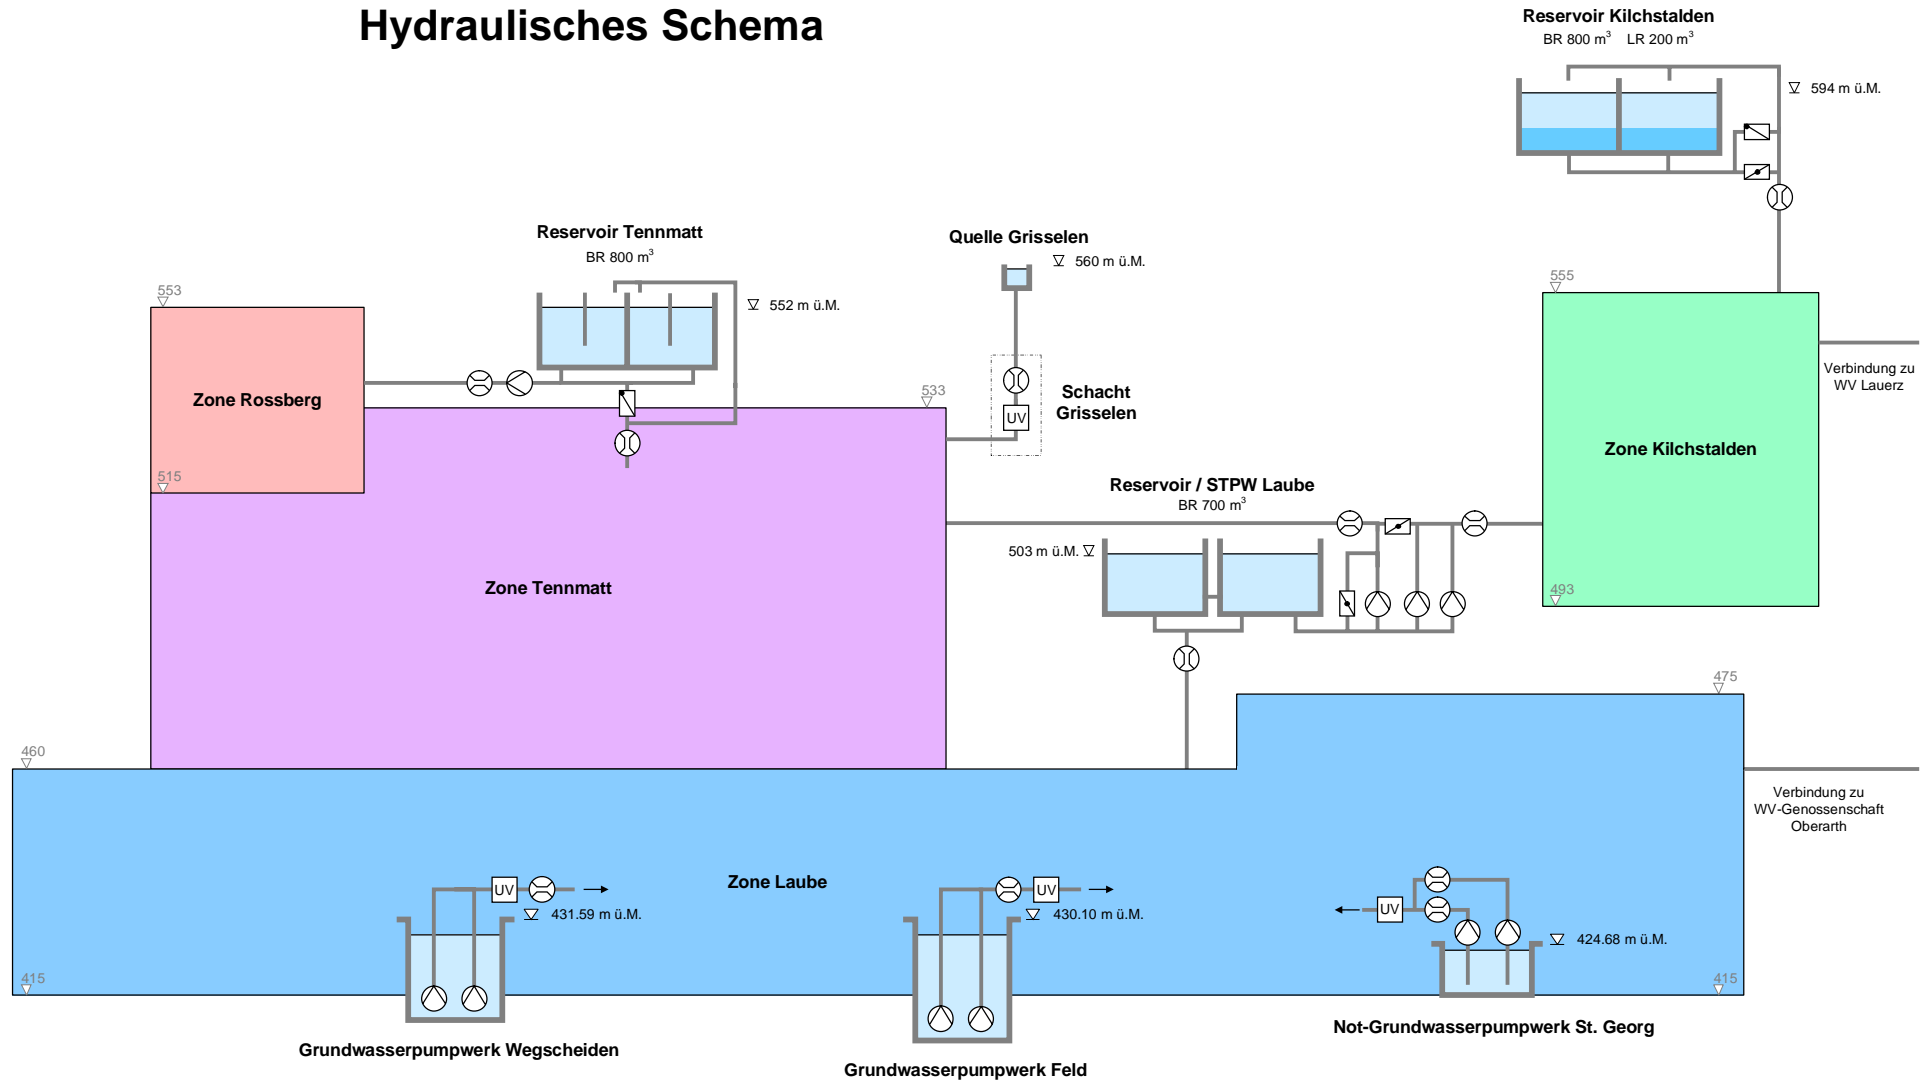 Hydraulisches Schema
Reservoir Kilchstalden
BR 800 m³ LR 200 m³
594 m ü.M.
Reservoir Tennmatt
BR 800 m³
552 m ü.M.
Quelle Grisselen
560 m ü.M.
553
555
Zone Rossberg
515
533
UV
Schacht
Grisselen
Verbindung zu
WV Lauerz
Zone Kilchstalden
493
Reservoir / STPW Laube
BR 700 m³
503 m ü.M.
Zone Tennmatt
475
460
Verbindung zu
WV-Genossenschaft
Oberarth
Zone Laube
UV
431.59 m ü.M.
UV
430.10 m ü.M.
UV
424.68 m ü.M.
415
415
Grundwasserpumpwerk Wegscheiden
Grundwasserpumpwerk Feld
Not-Grundwasserpumpwerk St. Georg